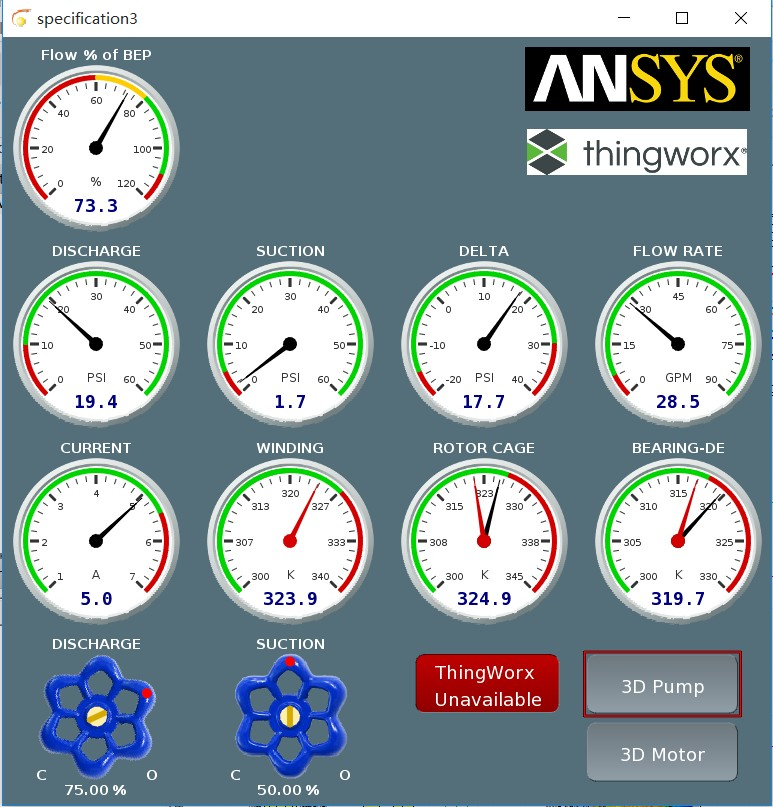 specification3
Flow % of BEP
0 20 40 60 80 100 120
%
73.3
ANSYS®
thingworx®
DISCHARGE SUCTION DELTA FLOW RATE
0 10 20 30 40 50 60
PSI
19.4
0 10 20 30 40 50 60
PSI
1.7
-20 -10 0 10 20 30 40
PSI
17.7
0 15 30 45 60 75 90
GPM
28.5
CURRENT WINDING ROTOR CAGE BEARING-DE
1 2 3 4 5 6 7
A
5.0
300 307 313 320 327 333 340
K
323.9
300 308 315 323 330 338 345
K
324.9
300 305 310 315 320 325 330
K
319.7
DISCHARGE SUCTION
C O
75.00 %
C O
50.00 %
ThingWorx
Unavailable
3D Pump
3D Motor